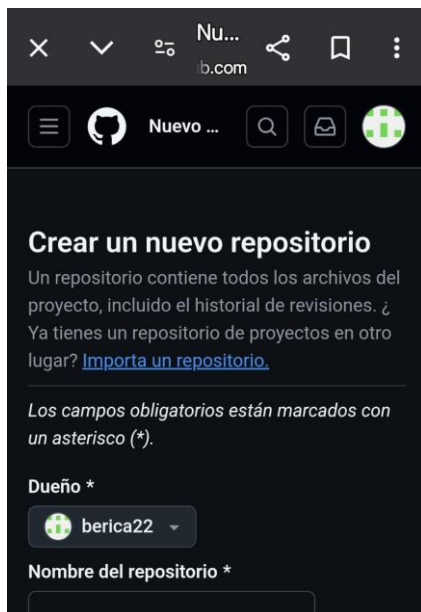 Nu...
b.com
Nuevo ...
Crear un nuevo repositorio
Un repositorio contiene todos los archivos del
proyecto, incluido el historial de revisiones. ¿
Ya tienes un repositorio de proyectos en otro
lugar? Importa un repositorio.
Los campos obligatorios están marcados con
un asterisco (*).
Dueño *
berica22
Nombre del repositorio *